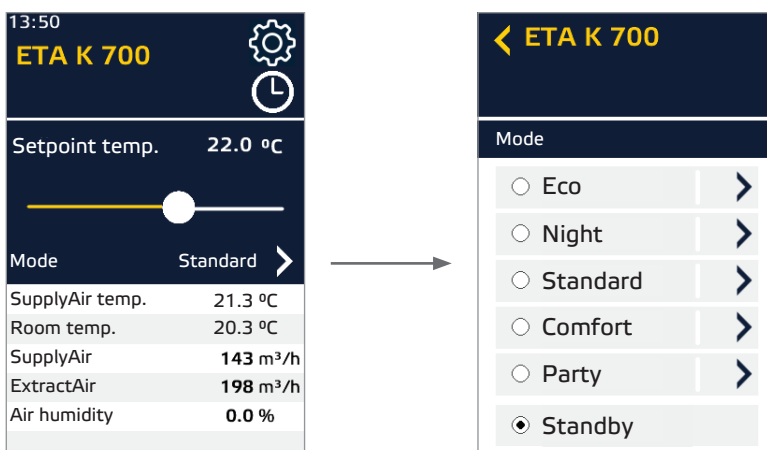 13:50
ETA K 700
Setpoint temp. 22.0 ºC
Mode Standard
SupplyAir temp. 21.3 ºC
Room temp. 20.3 ºC
SupplyAir 143 m³/h
ExtractAir 198 m³/h
Air humidity 0.0 %
ETA K 700
Mode
Eco
Night
Standard
Comfort
Party
Standby